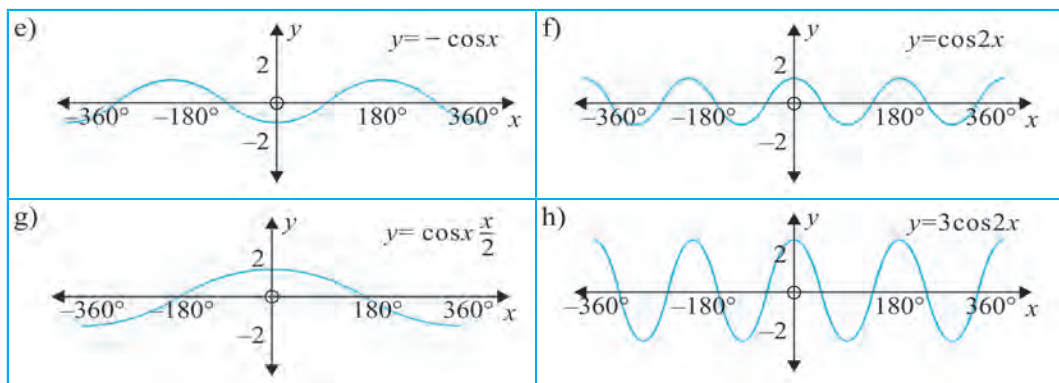 e) y y=– cosx
2
–360° –180° 180° 360° x
–2
f) y y=cos2x
2
–360° –180° 180° 360° x
–2
g) y y= cosx x/2
2
–360° –180° 180° 360° x
–2
h) y y=3cos2x
2
–360° –180° 180° 360° x
–2